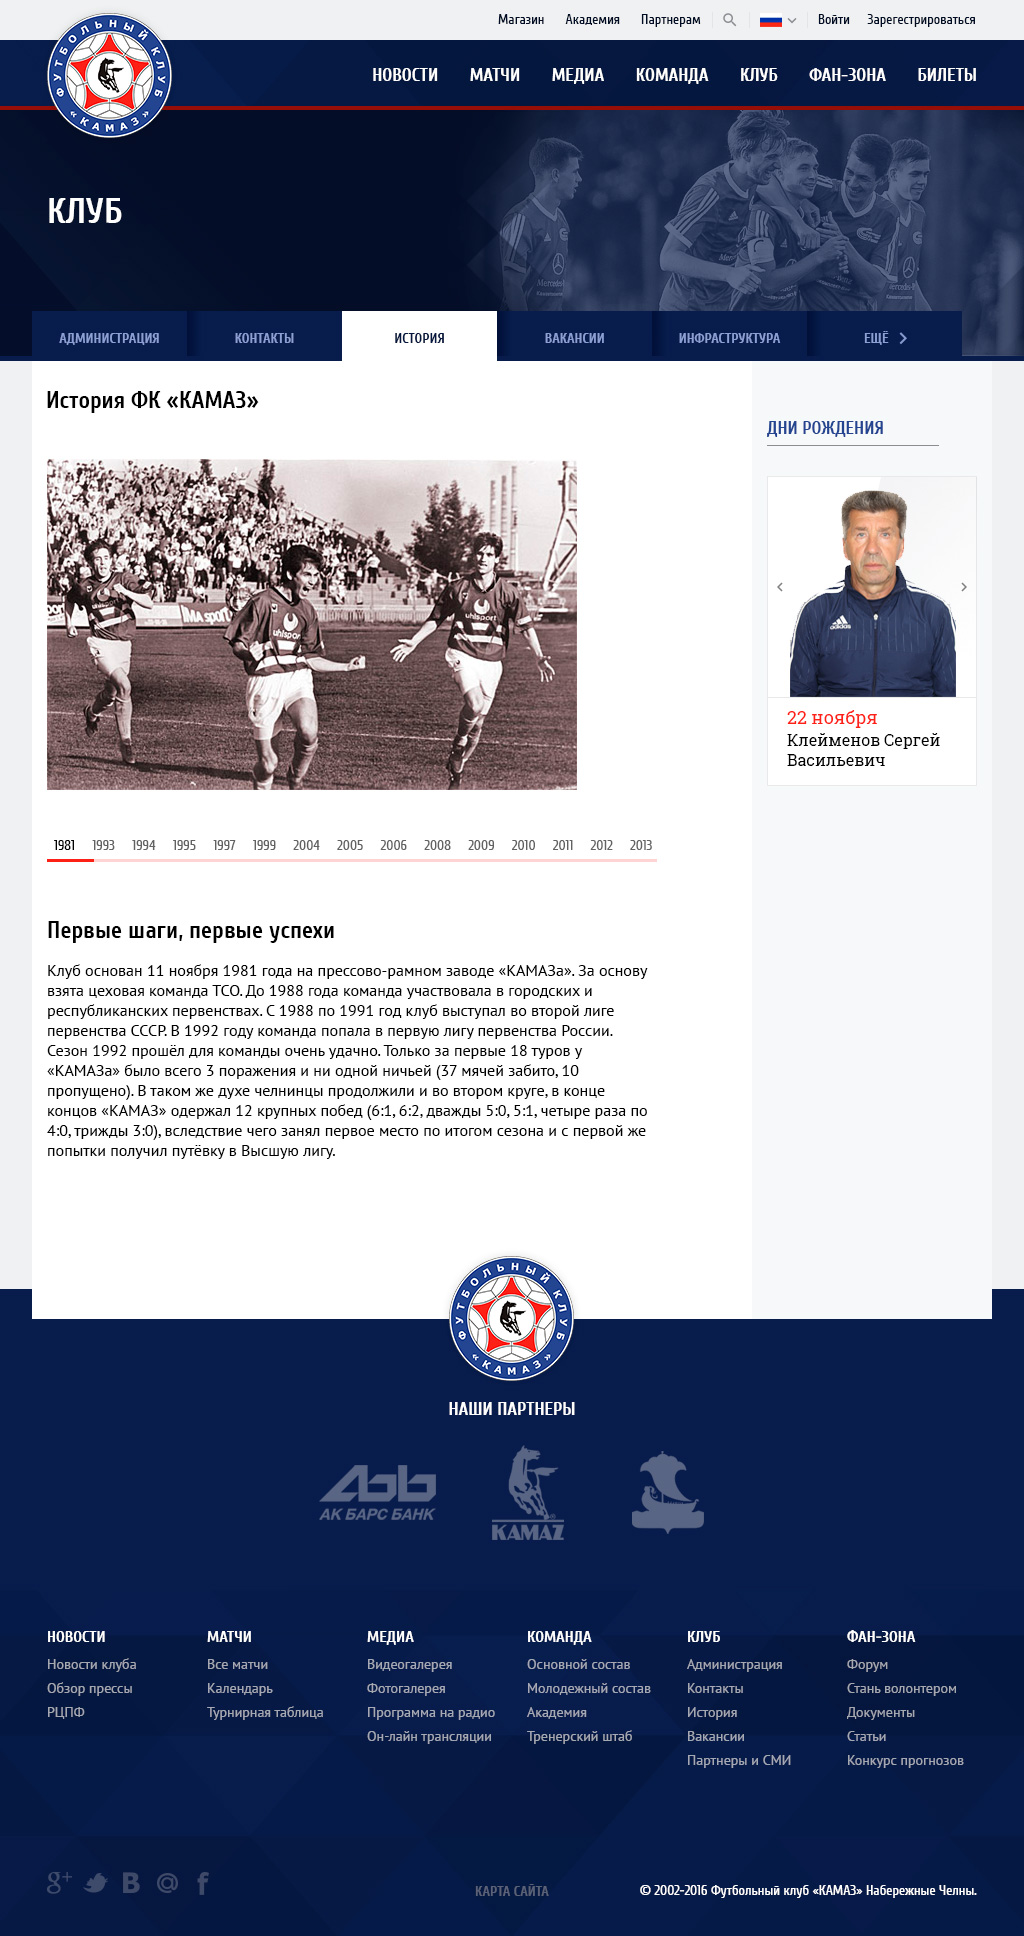 Магазин Академия Партнерам Войти Зарегестрироваться
ФУТБОЛЬНЫЙ КЛУБ «КАМАЗ»
НОВОСТИ МАТЧИ МЕДИА КОМАНДА КЛУБ ФАН-ЗОНА БИЛЕТЫ
КЛУБ
АДМИНИСТРАЦИЯ КОНТАКТЫ ИСТОРИЯ ВАКАНСИИ ИНФРАСТРУКТУРА ЕЩЁ
История ФК «КАМАЗ»
uhlsport uhlsport
ДНИ РОЖДЕНИЯ
adidas
22 ноября
Клейменов Сергей
Васильевич
1981 1993 1994 1995 1997 1999 2004 2005 2006 2008 2009 2010 2011 2012 2013
Первые шаги, первые успехи
Клуб основан 11 ноября 1981 года на прессово-рамном заводе «КАМАЗа». За основу
взята цеховая команда ТСО. До 1988 года команда участвовала в городских и
республиканских первенствах. С 1988 по 1991 год клуб выступал во второй лиге
первенства СССР. В 1992 году команда попала в первую лигу первенства России.
Сезон 1992 прошёл для команды очень удачно. Только за первые 18 туров у
«КАМАЗа» было всего 3 поражения и ни одной ничьей (37 мячей забито, 10
пропущено). В таком же духе челнинцы продолжили и во втором круге, в конце
концов «КАМАЗ» одержал 12 крупных побед (6:1, 6:2, дважды 5:0, 5:1, четыре раза по
4:0, трижды 3:0), вследствие чего занял первое место по итогом сезона и с первой же
попытки получил путёвку в Высшую лигу.
ФУТБОЛЬНЫЙ КЛУБ «КАМАЗ»
НАШИ ПАРТНЕРЫ
АК БАРС БАНК
KAMAZ
НОВОСТИ
Новости клуба
Обзор прессы
РЦПФ
МАТЧИ
Все матчи
Календарь
Турнирная таблица
МЕДИА
Видеогалерея
Фотогалерея
Программа на радио
Он-лайн трансляции
КОМАНДА
Основной состав
Молодежный состав
Академия
Тренерский штаб
КЛУБ
Администрация
Контакты
История
Вакансии
Партнеры и СМИ
ФАН-ЗОНА
Форум
Стань волонтером
Документы
Статьи
Конкурс прогнозов
КАРТА САЙТА
© 2002-2016 Футбольный клуб «КАМАЗ» Набережные Челны.